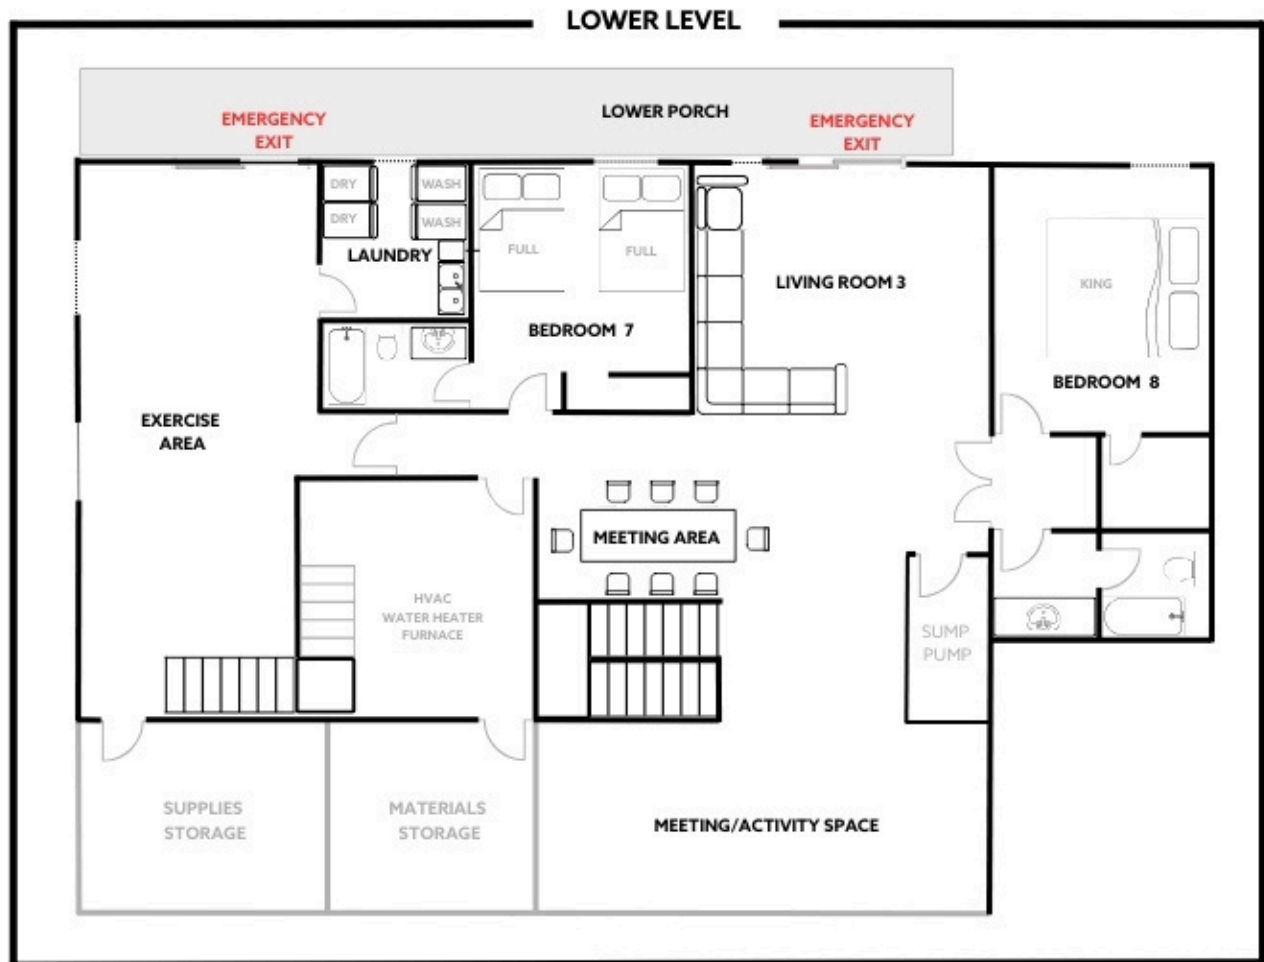 LOWER LEVEL
LOWER PORCH
EMERGENCY
EXIT
EMERGENCY
EXIT
DRY
WASH
DRY
WASH
LAUNDRY
FULL
FULL
LIVING ROOM 3
KING
BEDROOM 7
BEDROOM 8
EXERCISE
AREA
MEETING AREA
HVAC
WATER HEATER
FURNACE
SUMP
PUMP
SUPPLIES
STORAGE
MATERIALS
STORAGE
MEETING/ACTIVITY SPACE